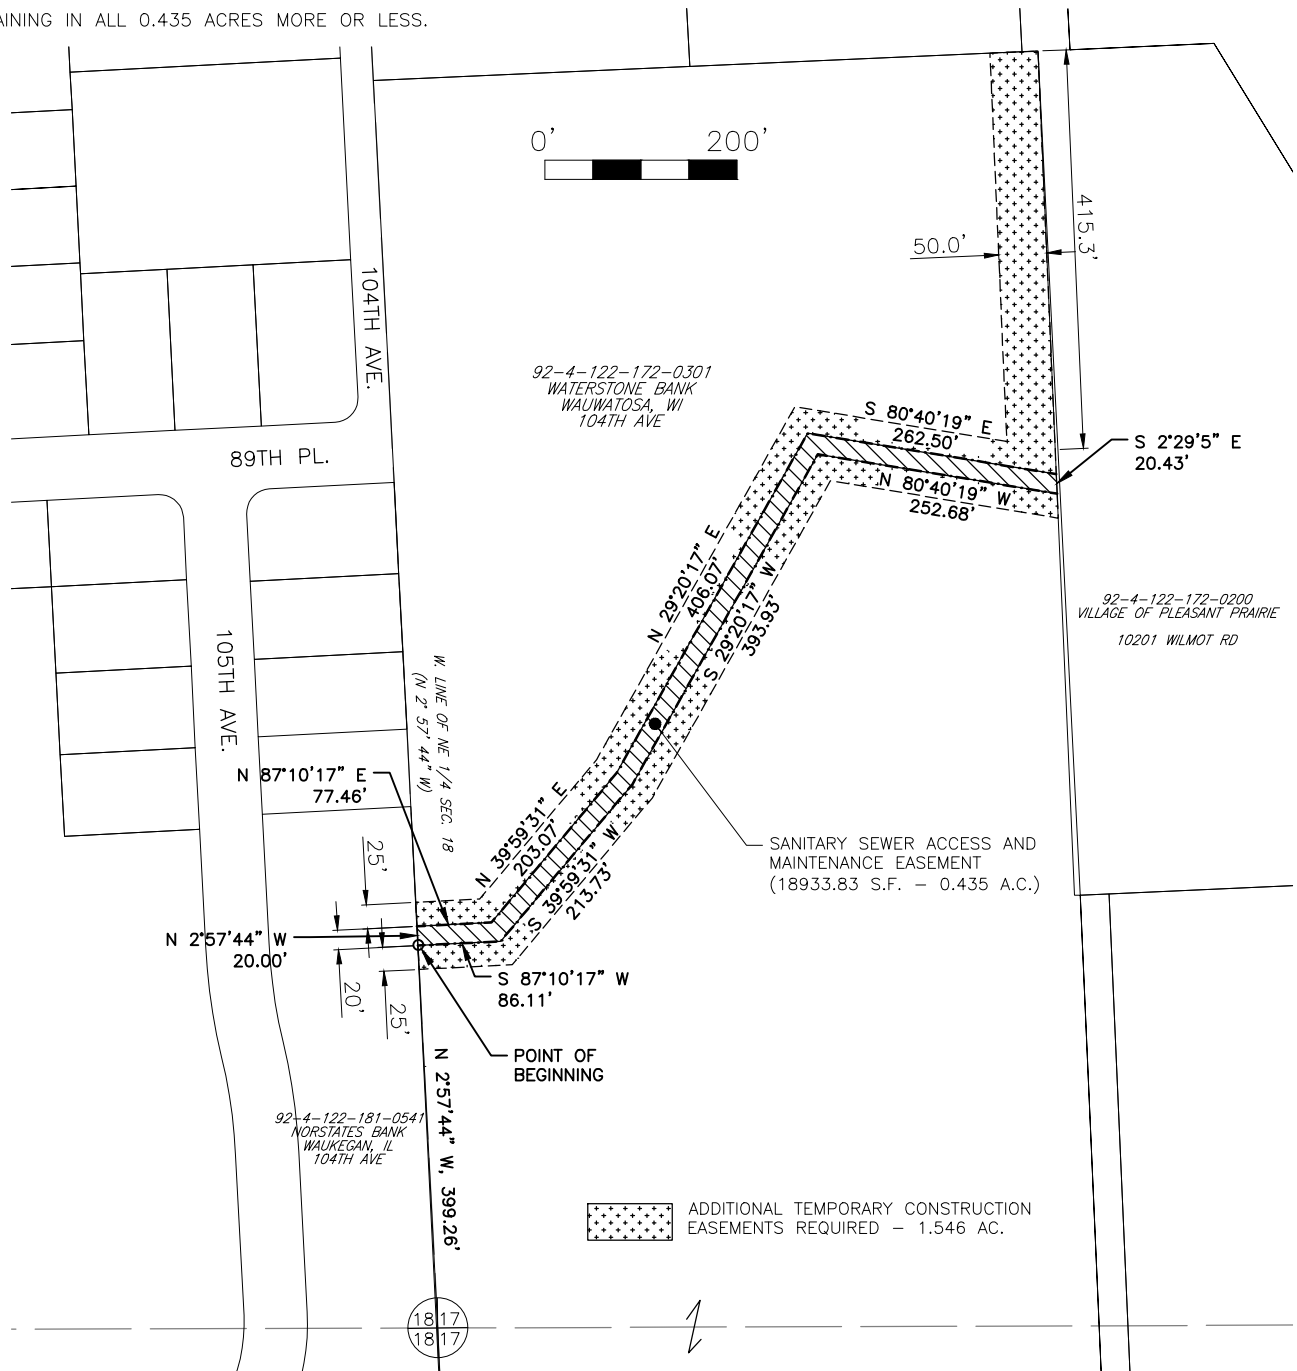 AINING IN ALL 0.435 ACRES MORE OR LESS.
0' 200'
415.3'
50.0'
104TH AVE.
92-4-122-172-0301
WATERSTONE BANK
WAUWATOSA, WI
104TH AVE
S 80°40'19" E
262.50'
S 2°29'5" E
20.43'
N 80°40'19" W
252.68'
89TH PL.
N 29°20'17" E
406.07'
S 29°20'17" W
393.93'
92-4-122-172-0200
VILLAGE OF PLEASANT PRAIRIE
10201 WILMOT RD
105TH AVE.
W. LINE OF NE 1/4 SEC. 18
(N 2° 57' 44" W)
N 87°10'17" E
77.46'
N 39°59'31" E
203.07'
S 39°59'31" W
213.73'
SANITARY SEWER ACCESS AND
MAINTENANCE EASEMENT
(18933.83 S.F. - 0.435 A.C.)
25'
N 2°57'44" W
20.00'
20'
25'
S 87°10'17" W
86.11'
POINT OF
BEGINNING
N 2°57'44" W, 399.26'
92-4-122-181-0541
NORSTATES BANK
WAUKEGAN, IL
104TH AVE
ADDITIONAL TEMPORARY CONSTRUCTION
EASEMENTS REQUIRED - 1.546 AC.
18 17
18 17